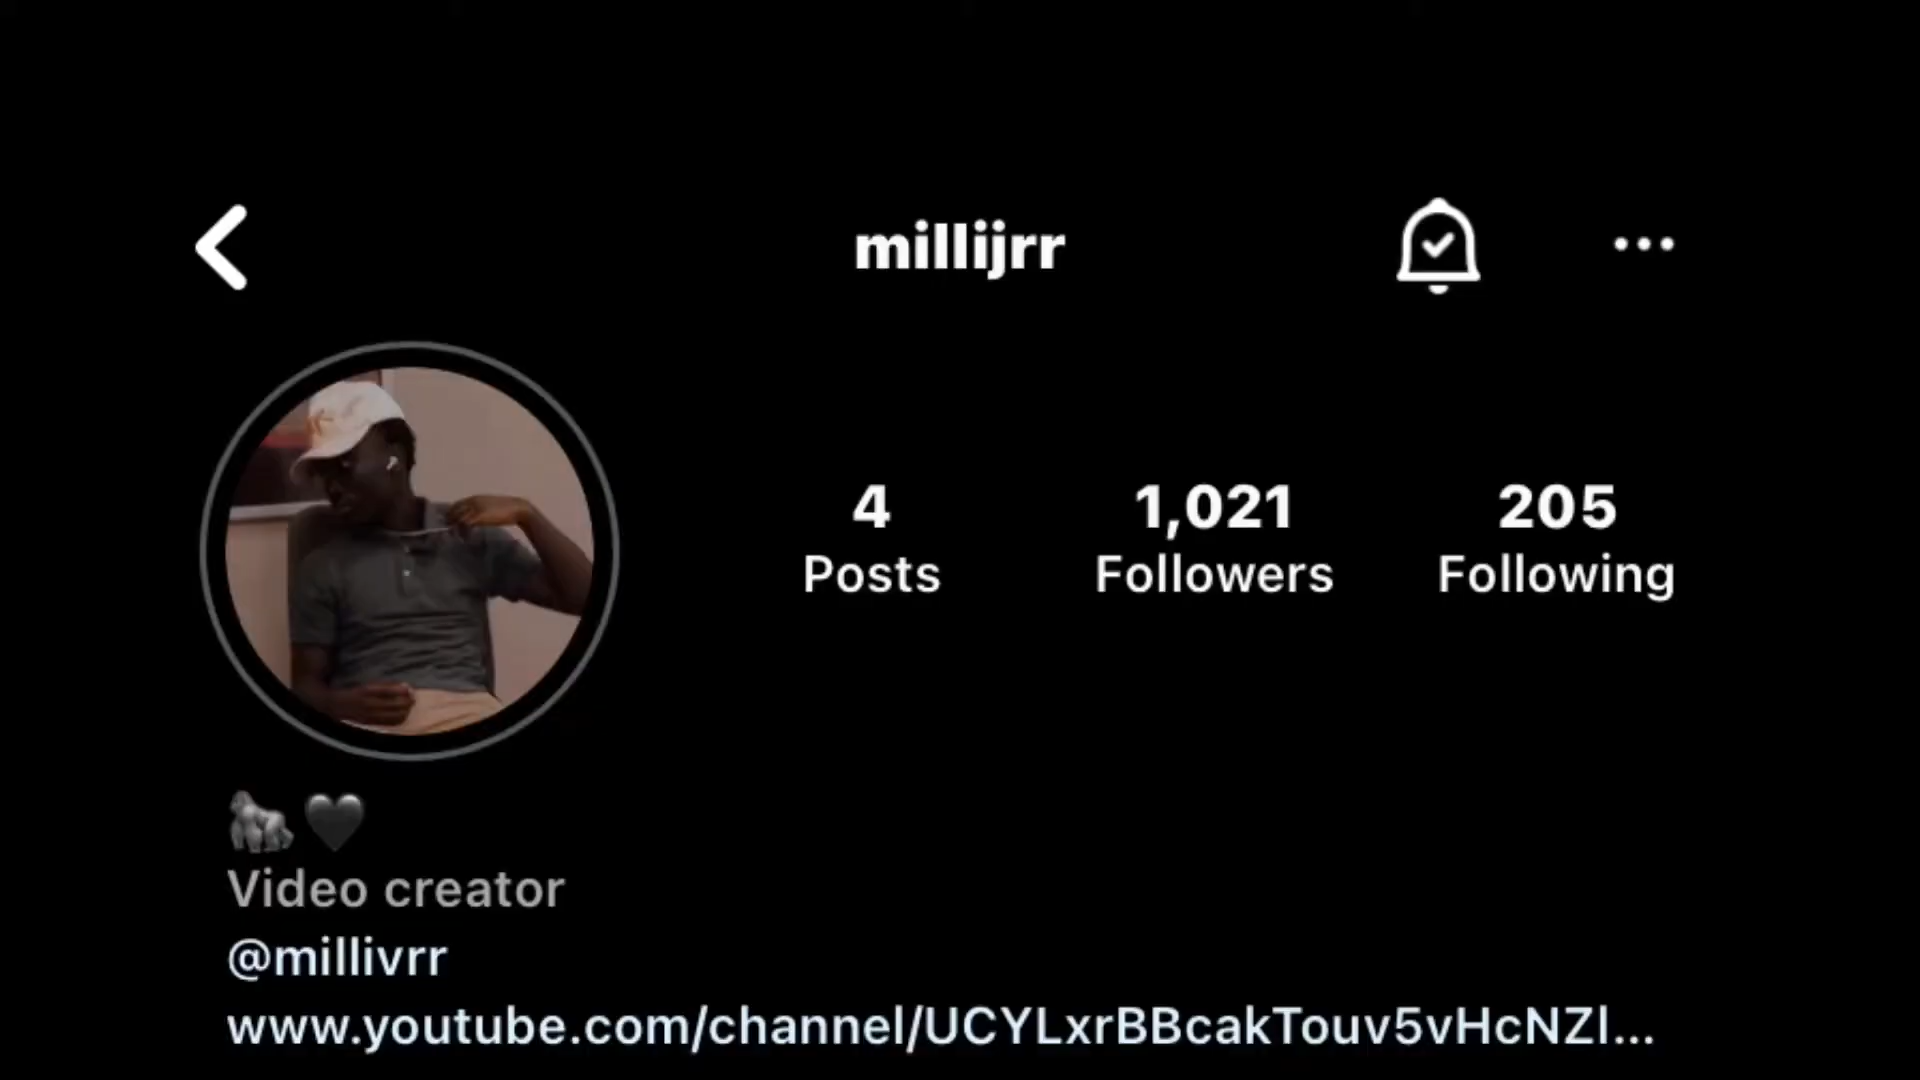 millijrr
4 1,021 205
Posts Followers Following
🦍🖤
Video creator
@millivrr
www.youtube.com/channel/UCYLxrBBcakTouv5vHcNZl...